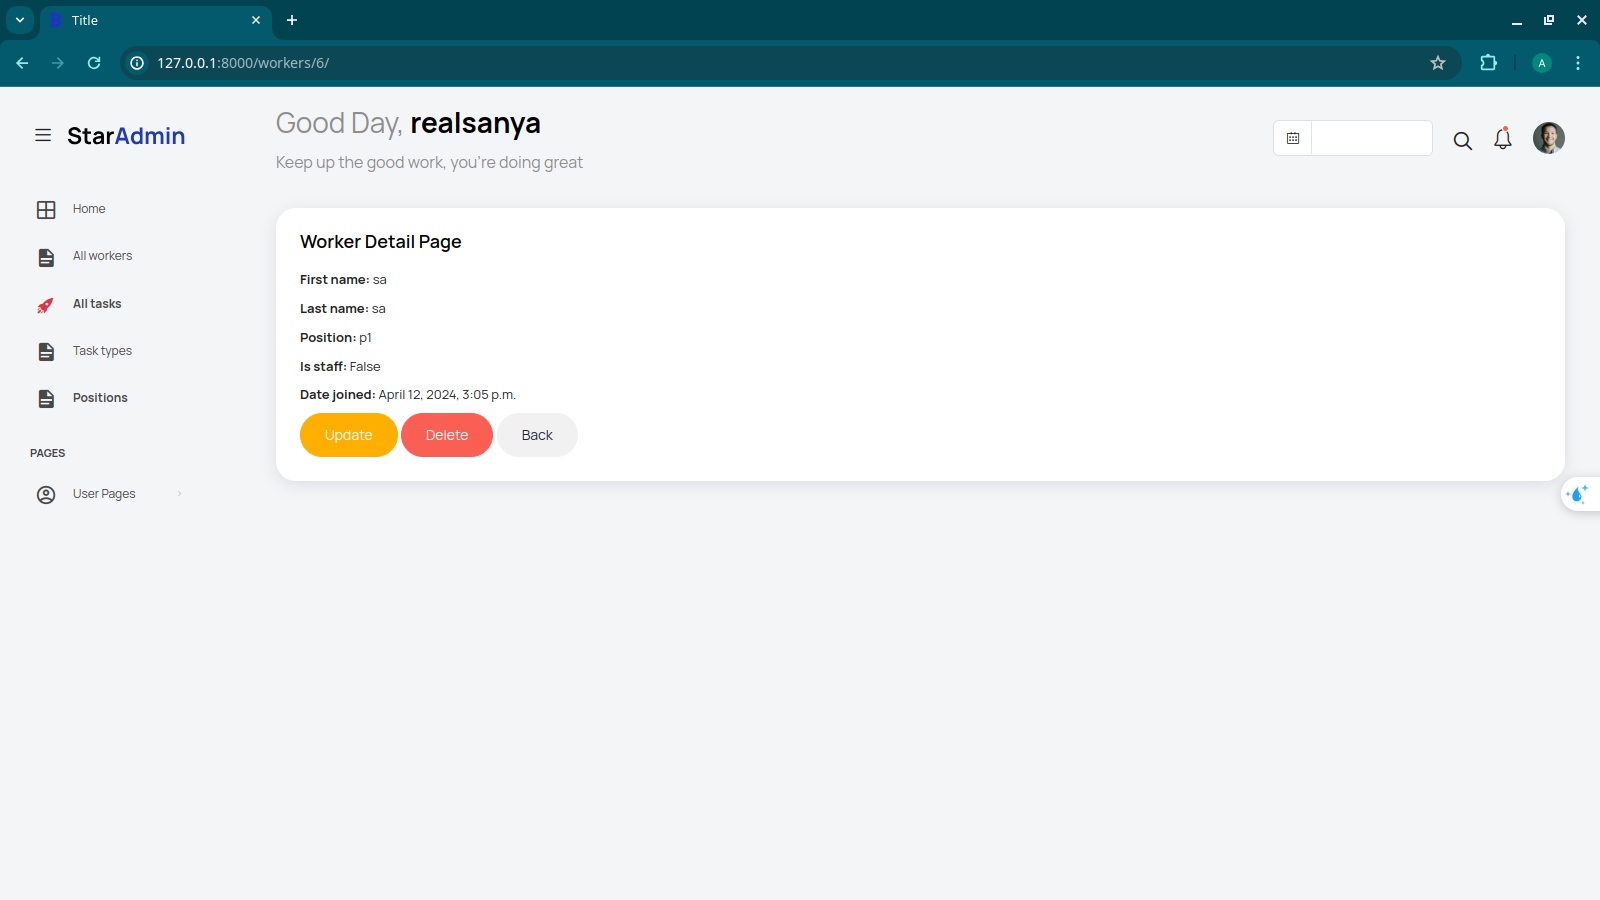 Title
127.0.0.1:8000/workers/6/
A
StarAdmin
Good Day, realsanya
Keep up the good work, you're doing great
Home
All workers
All tasks
Task types
Positions
PAGES
User Pages
Worker Detail Page
First name: sa
Last name: sa
Position: p1
Is staff: False
Date joined: April 12, 2024, 3:05 p.m.
Update Delete Back